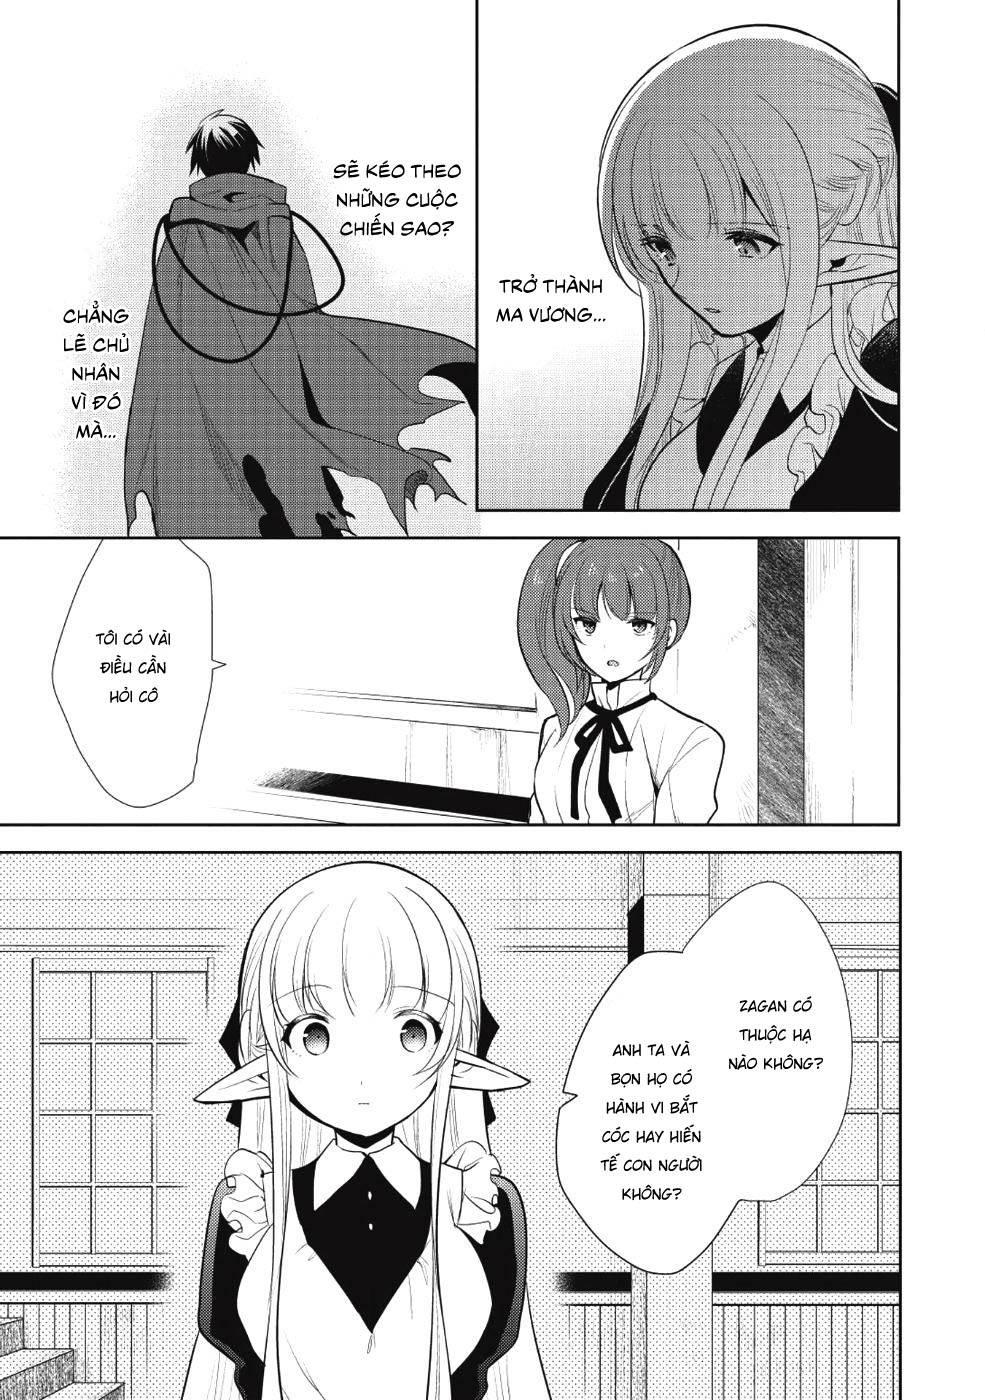 TRỞ THÀNH
MA VƯƠNG...
SẼ KÉO THEO
NHỮNG CUỘC
CHIẾN SAO?
CHẲNG
LẼ CHỦ
NHÂN
VÌ ĐÓ
MÀ...
TÔI CÓ VÀI
ĐIỀU CẦN
HỎI CÔ
ZAGAN CÓ
THUỘC HẠ
NÀO KHÔNG?
ANH TA VÀ
BỌN HỌ CÓ
HÀNH VI BẮT
CÓC HAY HIẾN
TẾ CON NGƯỜI
KHÔNG?